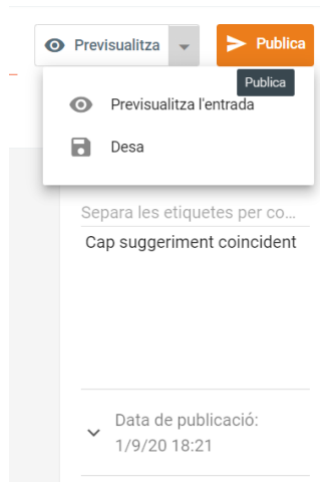 Previsualitza
Publica
Publica
Previsualitza l'entrada
Desa
Separa les etiquetes per co...
Cap suggeriment coincident
Data de publicació:
1/9/20 18:21